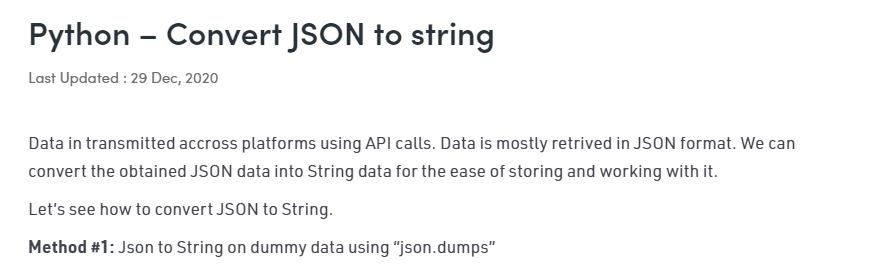 Python – Convert JSON to string
Last Updated : 29 Dec, 2020
Data in transmitted accross platforms using API calls. Data is mostly retrived in JSON format. We can
convert the obtained JSON data into String data for the ease of storing and working with it.
Let’s see how to convert JSON to String.
Method #1: Json to String on dummy data using “json.dumps”